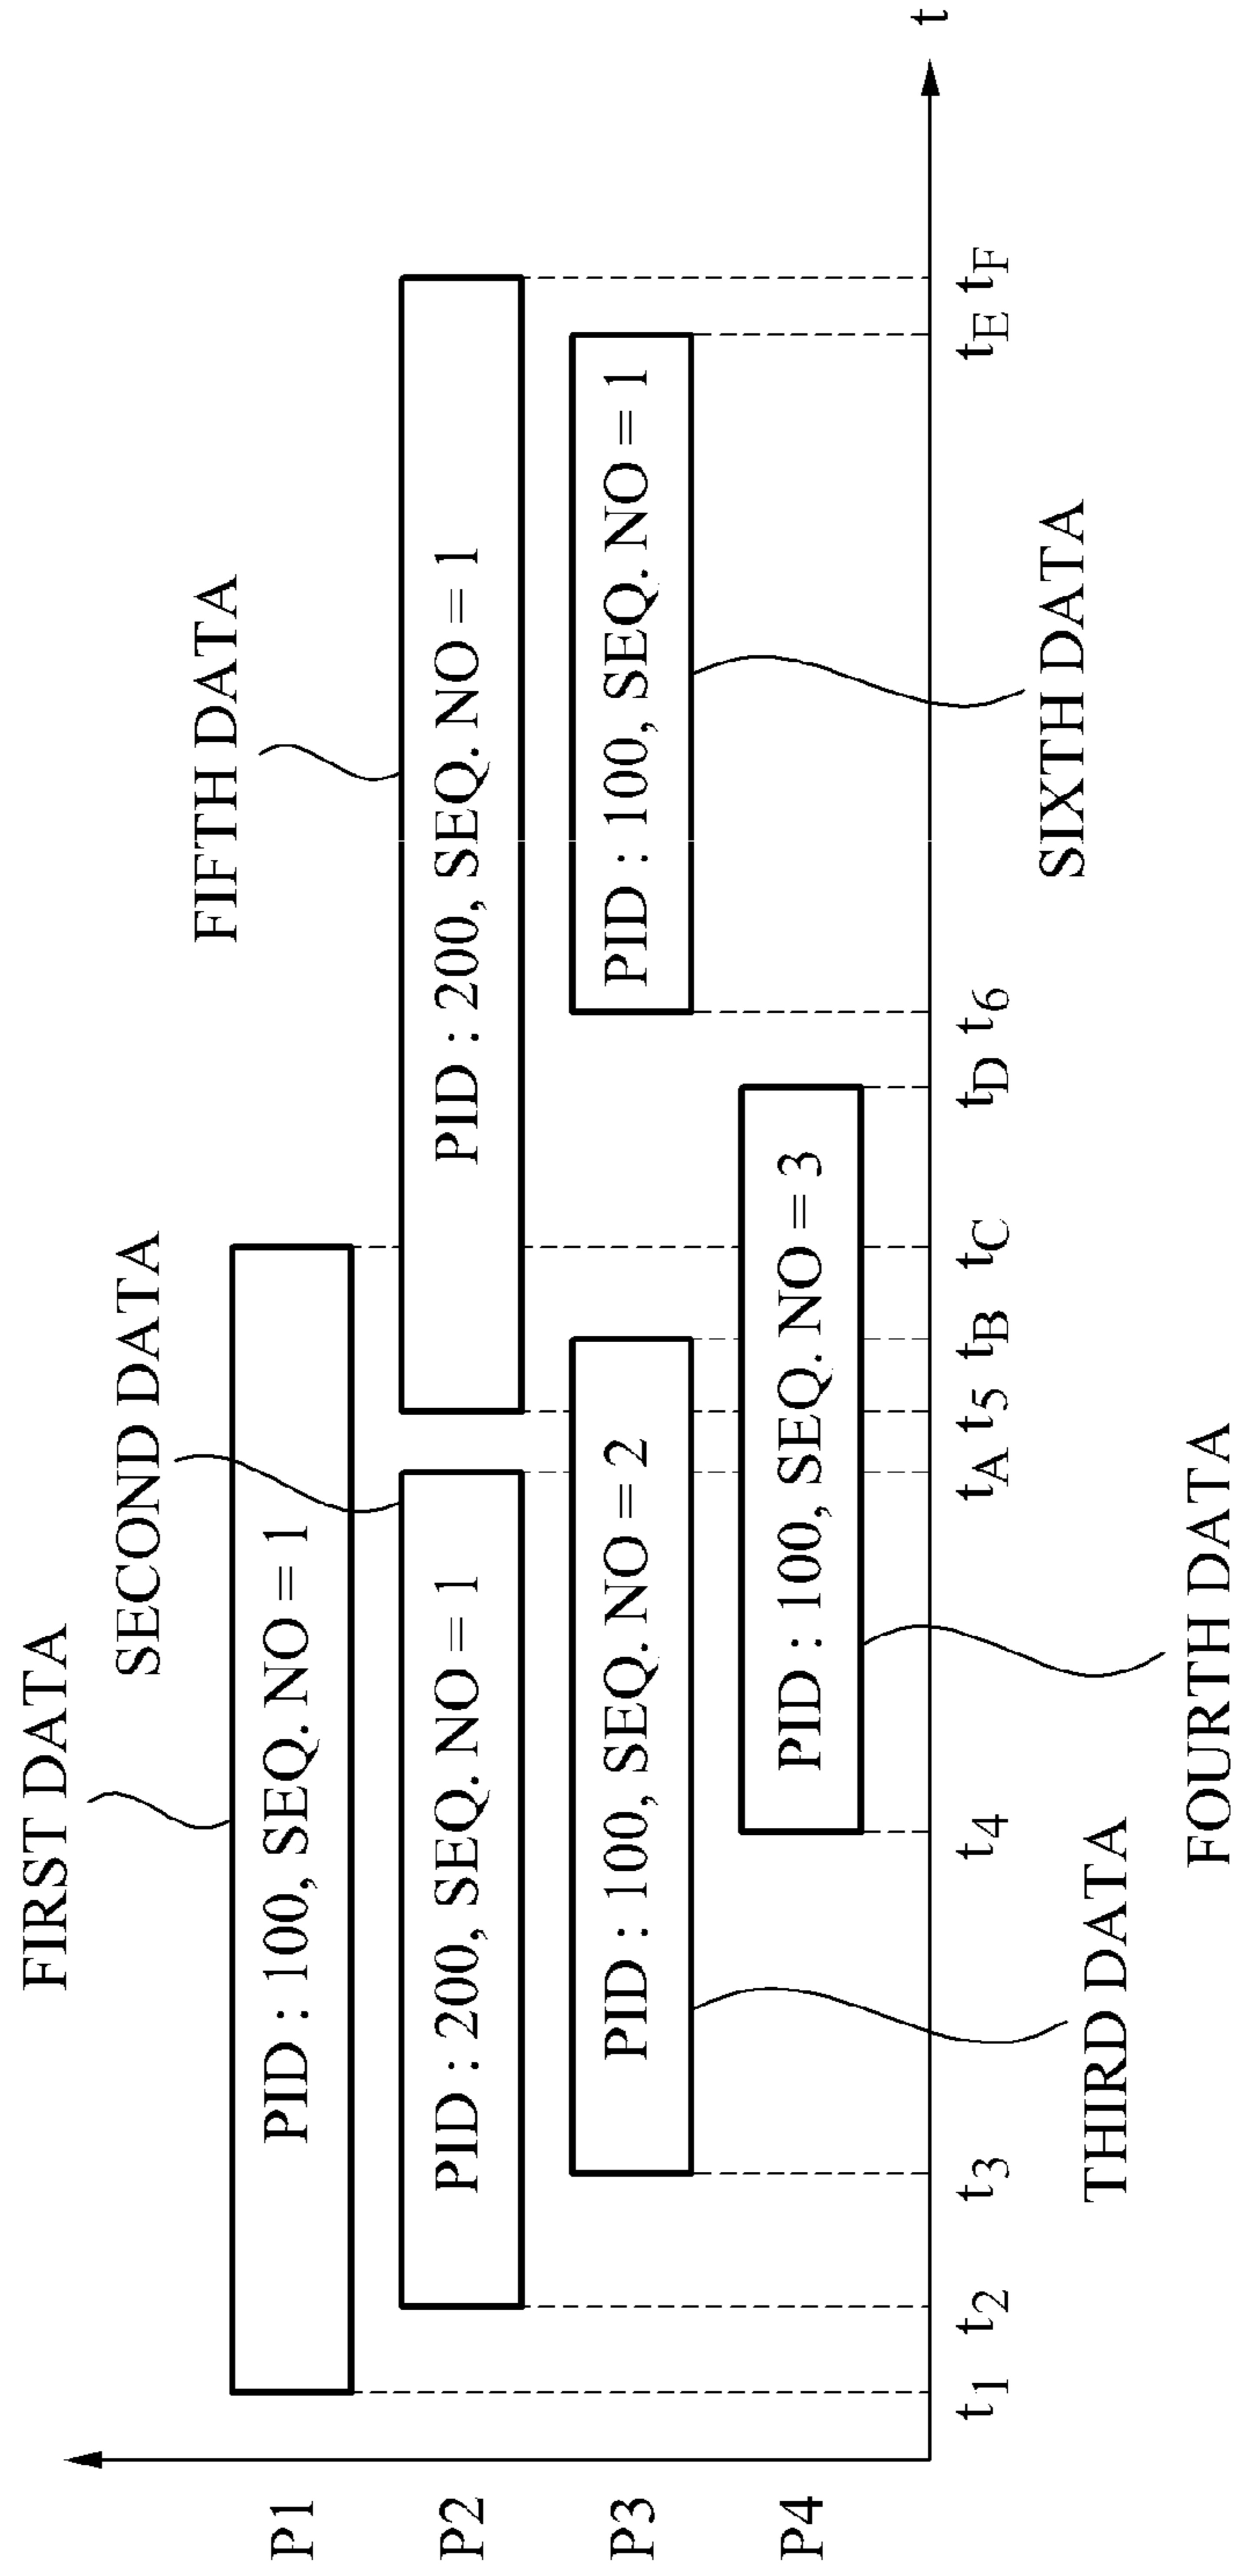 FIRST DATA
SECOND DATA
FIFTH DATA
P1
PID : 100, SEQ. NO = 1
P2
PID : 200, SEQ. NO = 1
PID : 200, SEQ. NO = 1
P3
PID : 100, SEQ. NO = 2
PID : 100, SEQ. NO = 1
P4
PID : 100, SEQ. NO = 3
t
t1 t2 t3 t4 tA t5 tB tC tD t6 tE tF
SIXTH DATA
THIRD DATA
FOURTH DATA